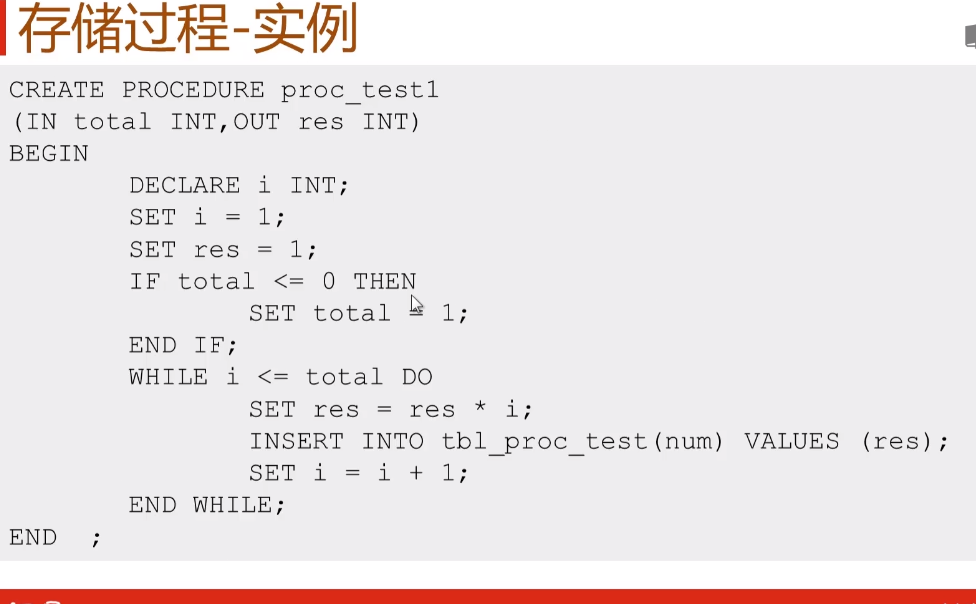 存储过程-实例
CREATE PROCEDURE proc_test1
(IN total INT,OUT res INT)
BEGIN
DECLARE i INT;
SET i = 1;
SET res = 1;
IF total <= 0 THEN
SET total = 1;
END IF;
WHILE i <= total DO
SET res = res * i;
INSERT INTO tbl_proc_test(num) VALUES (res);
SET i = i + 1;
END WHILE;
END ;